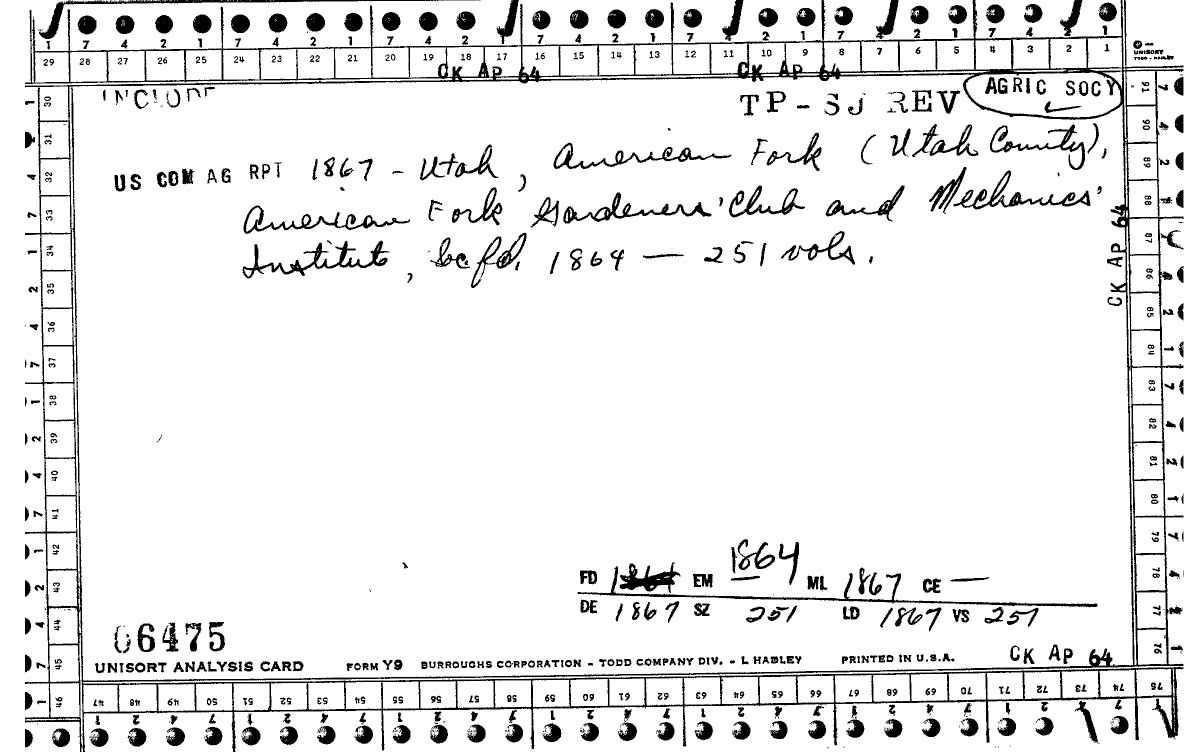 7 4 2 1 7 4 2 1 7 4 2 1 7 4 2 1 7 4 2 1 7 4 2 1 7 4 2 1
29 28 27 26 25 24 23 22 21 20 19 18 17 16 15 14 13 12 11 10 9 8 7 6 5 4 3 2 1
UNISORT
TODD - HADLEY
CK AP 64 CK AP 64
INCLUDE TP - SJ REV AGRIC SOCY
US COM AG RPT 1867 - Utah, American Fork (Utah County),
American Fork Gardeners' Club and Mechanics'
Institute, be fd. 1864 — 251 vols.
CK AP 64
FD 1864 EM 1864 ML 1867 CE —
DE 1867 SZ 251 LD 1867 VS 251
06475
UNISORT ANALYSIS CARD FORM Y9 BURROUGHS CORPORATION - TODD COMPANY DIV. - L HADLEY PRINTED IN U.S.A. CK AP 64
30 31 32 33 34 35 36 37 38 39 40 41 42 43 44 45 46
91 90 89 88 87 86 85 84 83 82 81 80 79 78 77 76
47 48 49 50 51 52 53 54 55 56 57 58 59 60 61 62 63 64 65 66 67 68 69 70 71 72 73 74 75